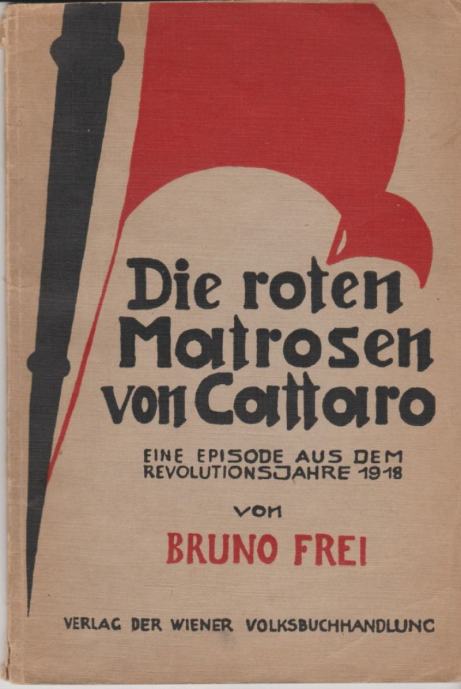 Die roten
Matrosen
von Cattaro
EINE EPISODE AUS DEM
REVOLUTIONSJAHRE 1918
von
BRUNO FREI
VERLAG DER WIENER VOLKSBUCHHANDLUNG